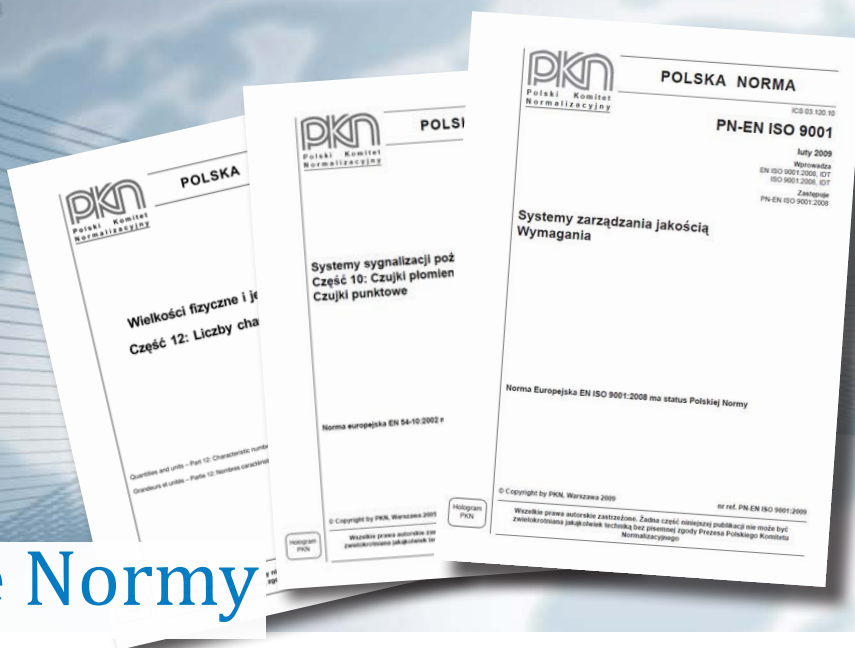 PKN
Polski Komitet
Normalizacyjny
POLSKA
Wielkości fizyczne i je
Część 12: Liczby cha
Quantities and units – Part 12: Characteristic numbe
Grandeurs et unités – Partie 12: Nombres caractéris
PKN
Polski Komitet
Normalizacyjny
POLS
Systemy sygnalizacji poż
Część 10: Czujki płomien
Czujki punktowe
Norma europejska EN 54-10:2002
© Copyright by PKN, Warszawa 2005
Hologram
PKN
Wszelkie prawa autorskie
zwielokrotniana jakąkolwiek
PKN
Polski Komitet
Normalizacyjny
POLSKA NORMA
ICS 03.120.10
PN-EN ISO 9001
luty 2009
Wprowadza
EN ISO 9001:2008, IDT
ISO 9001:2008, IDT
Zastępuje
PN-EN ISO 9001:2008
Systemy zarządzania jakością
Wymagania
Norma Europejska EN ISO 9001:2008 ma status Polskiej Normy
© Copyright by PKN, Warszawa 2009
nr ref. PN-EN ISO 9001:2009
Hologram
PKN
Wszelkie prawa autorskie zastrzeżone. Żadna część niniejszej publikacji nie może być
zwielokrotniana jakąkolwiek techniką bez pisemnej zgody Prezesa Polskiego Komitetu
Normalizacyjnego
e Normy